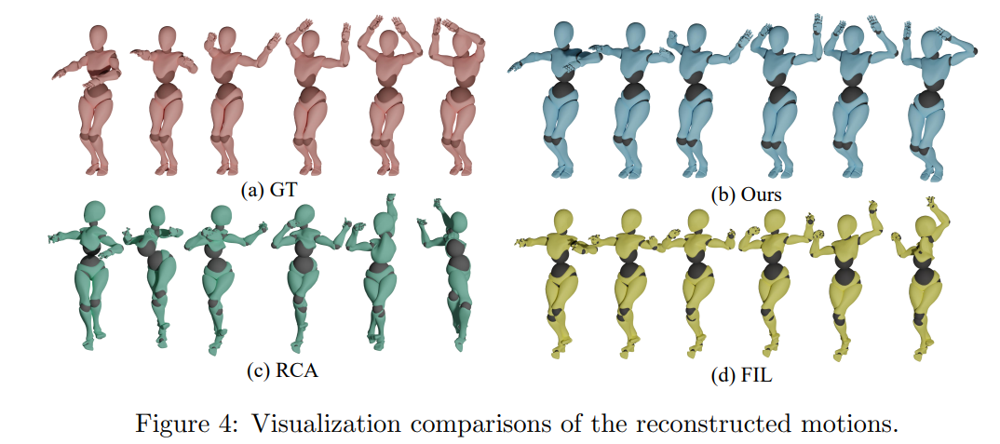 (a) GT
(b) Ours
(c) RCA
(d) FIL
Figure 4: Visualization comparisons of the reconstructed motions.